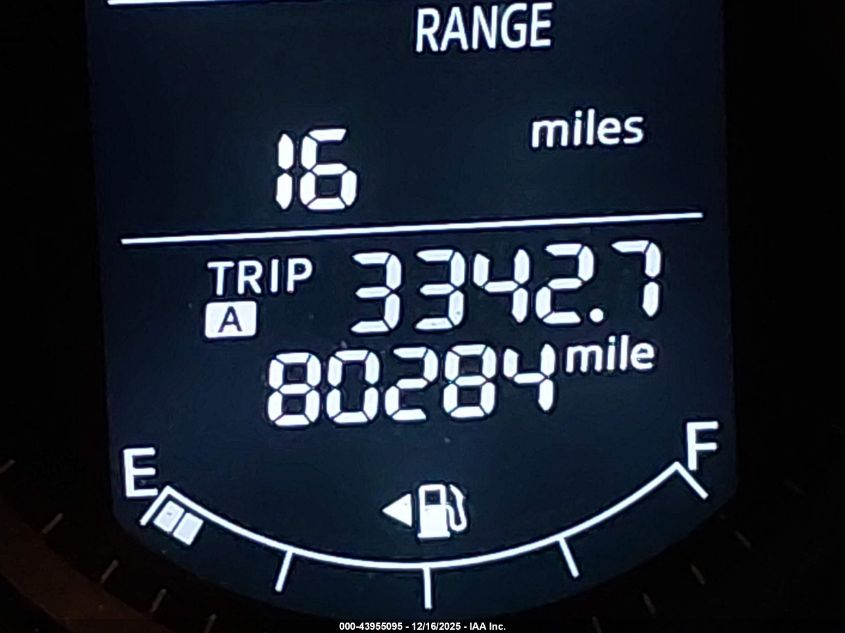 RANGE
16 miles
TRIP A 3342.7
80284 mile
E F
000-43955095 - 12/16/2025 - IAA Inc.